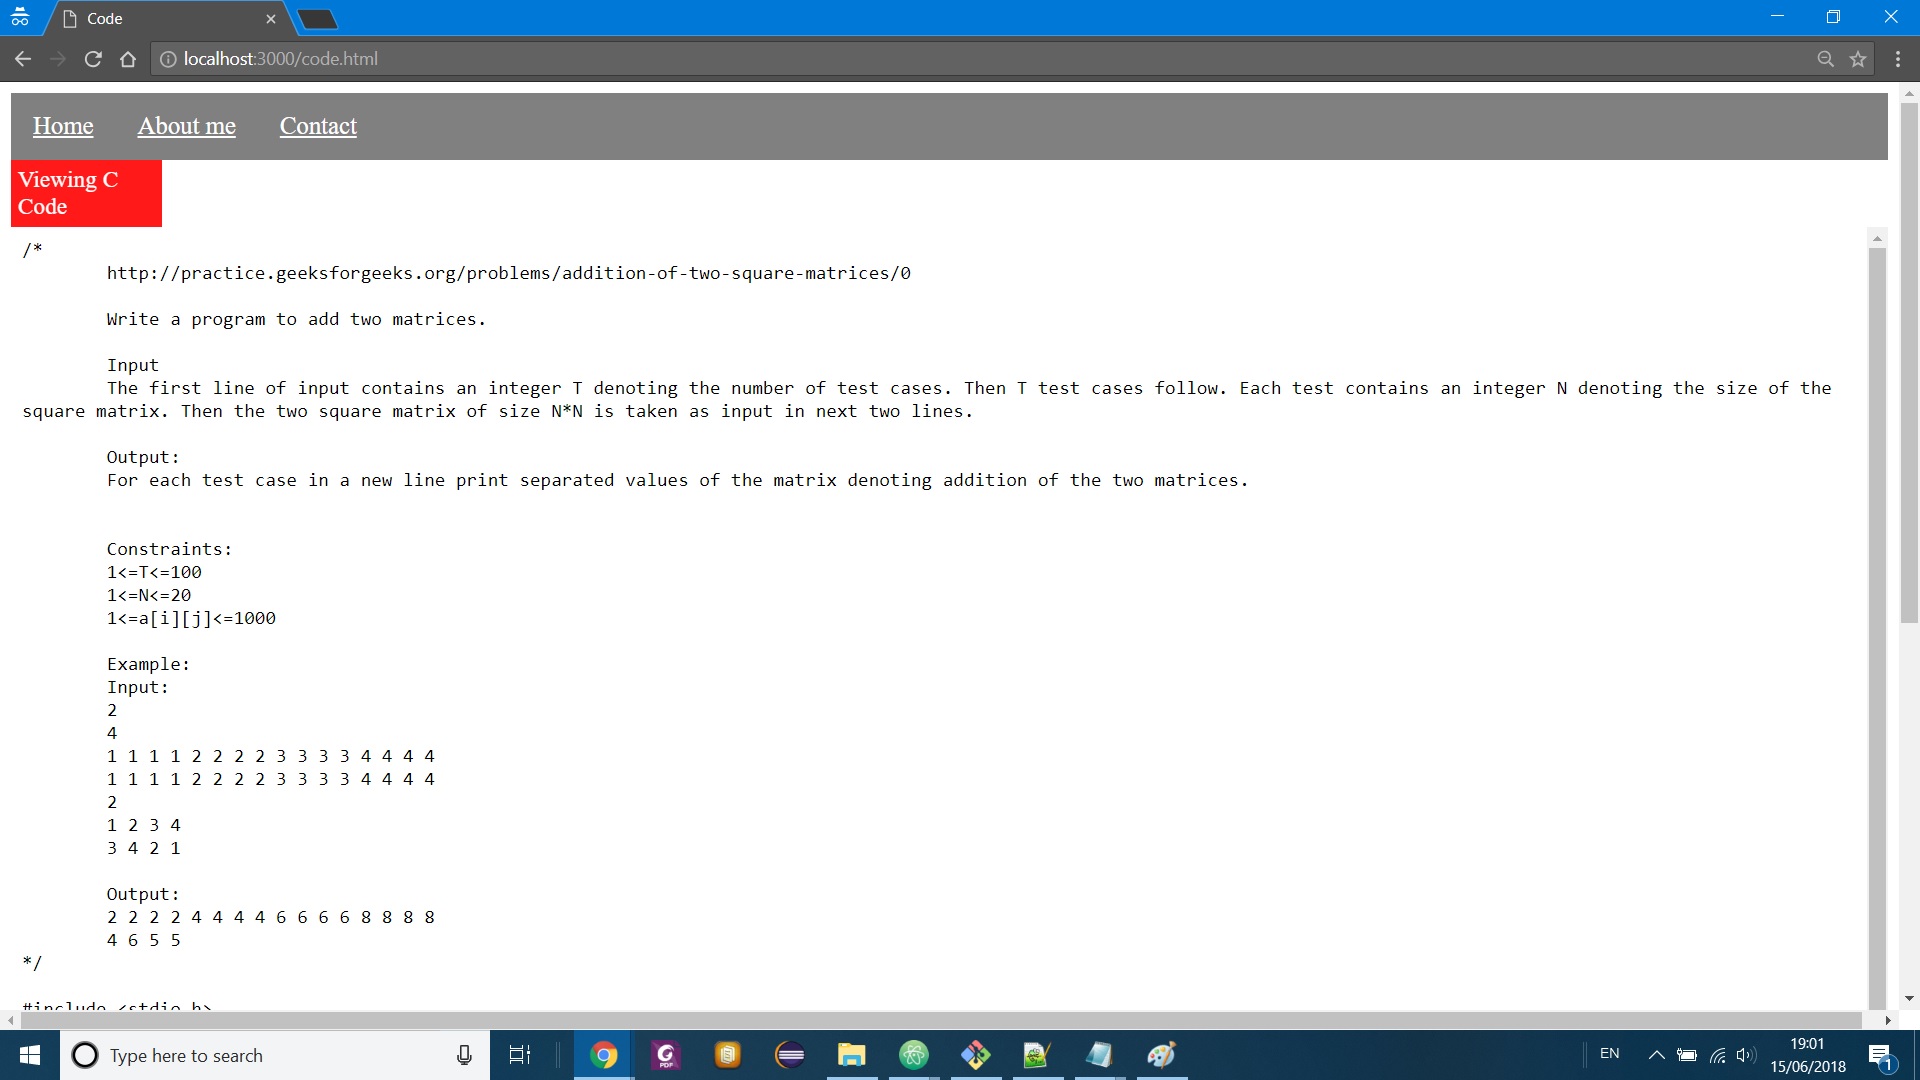 Code
localhost:3000/code.html
Home About me Contact
Viewing C
Code
/*
http://practice.geeksforgeeks.org/problems/addition-of-two-square-matrices/0
Write a program to add two matrices.
Input
The first line of input contains an integer T denoting the number of test cases. Then T test cases follow. Each test contains an integer N denoting the size of the
square matrix. Then the two square matrix of size N*N is taken as input in next two lines.
Output:
For each test case in a new line print separated values of the matrix denoting addition of the two matrices.
Constraints:
1<=T<=100
1<=N<=20
1<=a[i][j]<=1000
Example:
Input:
2
4
1 1 1 1 2 2 2 2 3 3 3 3 4 4 4 4
1 1 1 1 2 2 2 2 3 3 3 3 4 4 4 4
2
1 2 3 4
3 4 2 1
Output:
2 2 2 2 4 4 4 4 6 6 6 6 8 8 8 8
4 6 5 5
*/
#include <stdio.h>
Type here to search
PDF
EN
19:01
15/06/2018
1